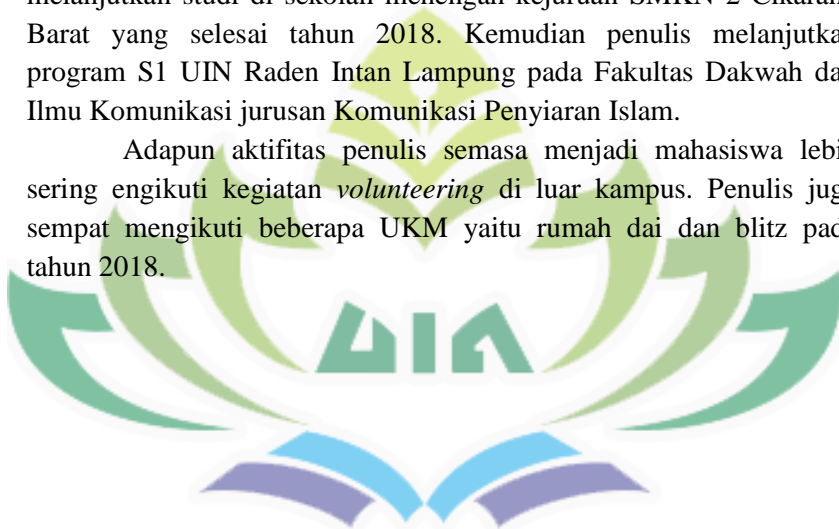 melanjutkan studi di sekolah menengah kejuruan SMKN 2 Cikaran
Barat yang selesai tahun 2018. Kemudian penulis melanjutka
program S1 UIN Raden Intan Lampung pada Fakultas Dakwah da
Ilmu Komunikasi jurusan Komunikasi Penyiaran Islam.
Adapun aktifitas penulis semasa menjadi mahasiswa lebi
sering engikuti kegiatan volunteering di luar kampus. Penulis jug
sempat mengikuti beberapa UKM yaitu rumah dai dan blitz pad
tahun 2018.
UIN